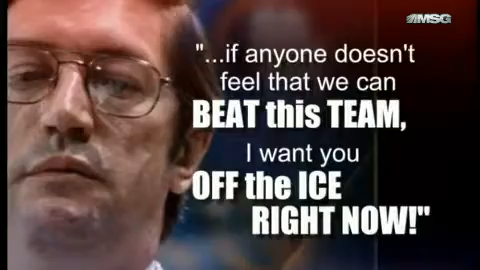 MSG
"...if anyone doesn't
feel that we can
BEAT this TEAM,
I want you
OFF the ICE
RIGHT NOW!"